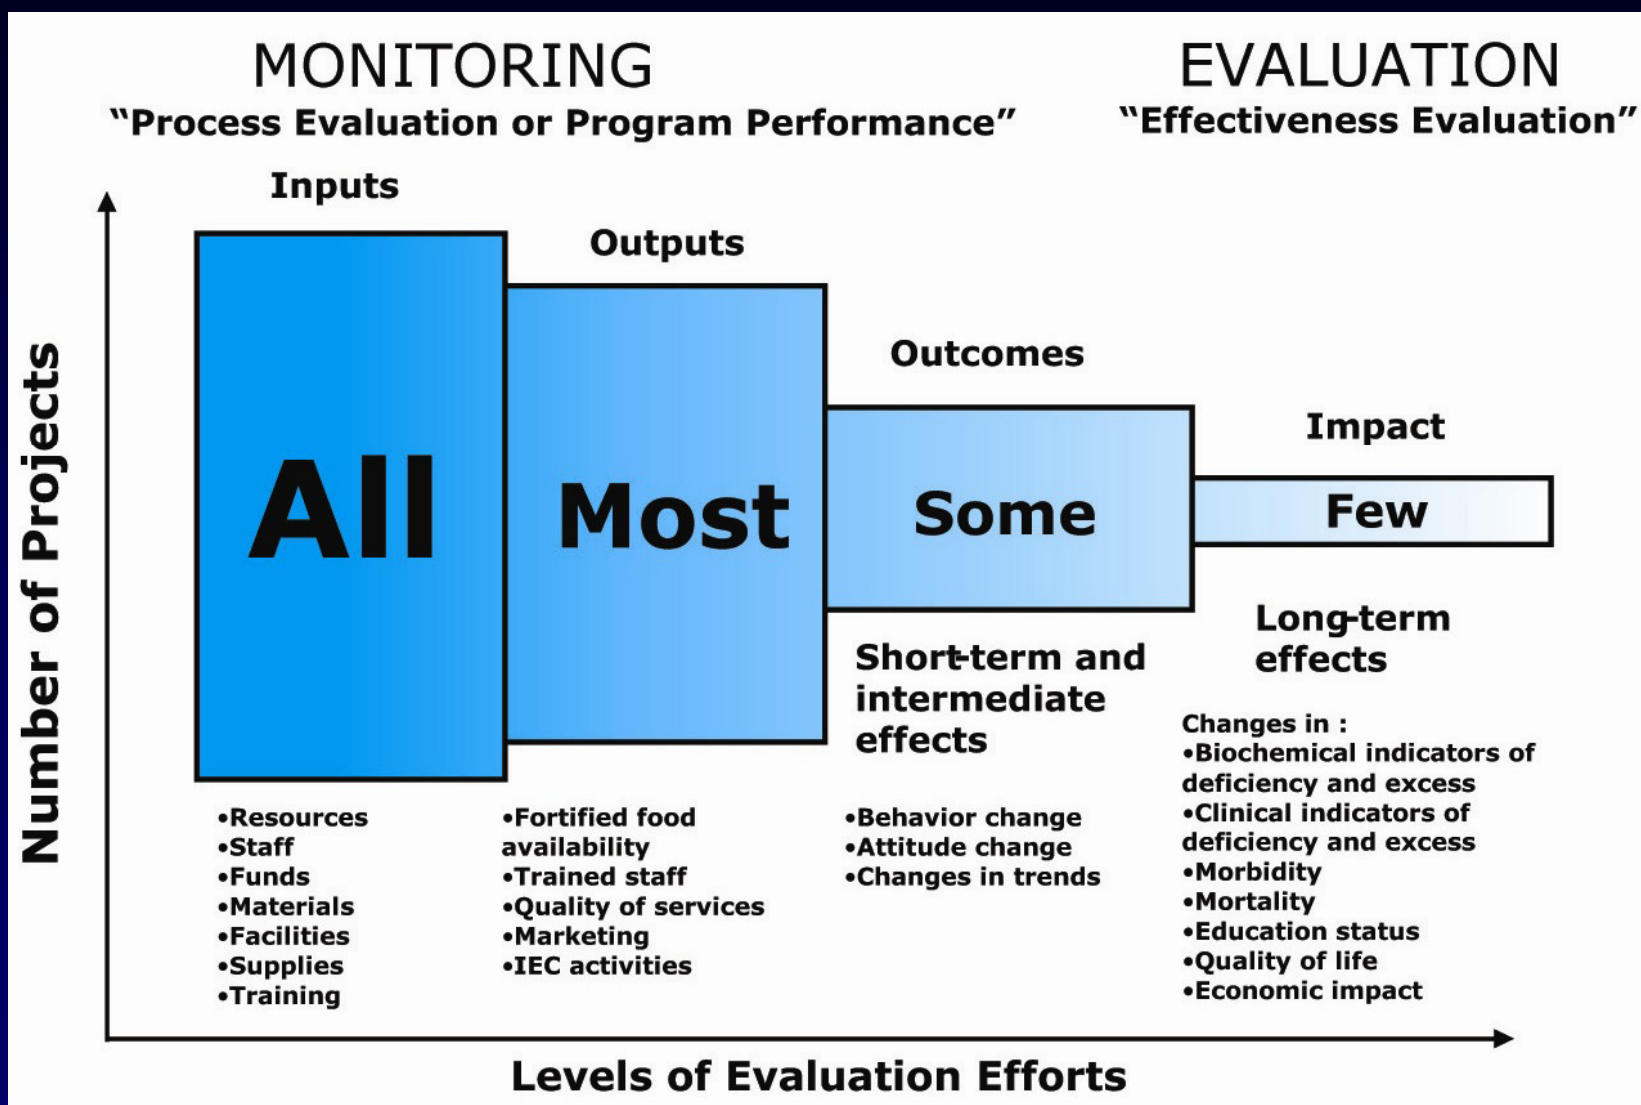 MONITORING
“Process Evaluation or Program Performance”
EVALUATION
“Effectiveness Evaluation”
Number of Projects
Inputs
All
•Resources
•Staff
•Funds
•Materials
•Facilities
•Supplies
•Training
Outputs
Most
•Fortified food
availability
•Trained staff
•Quality of services
•Marketing
•IEC activities
Outcomes
Some
Short-term and
intermediate
effects
•Behavior change
•Attitude change
•Changes in trends
Impact
Few
Long-term
effects
Changes in :
•Biochemical indicators of
deficiency and excess
•Clinical indicators of
deficiency and excess
•Morbidity
•Mortality
•Education status
•Quality of life
•Economic impact
Levels of Evaluation Efforts